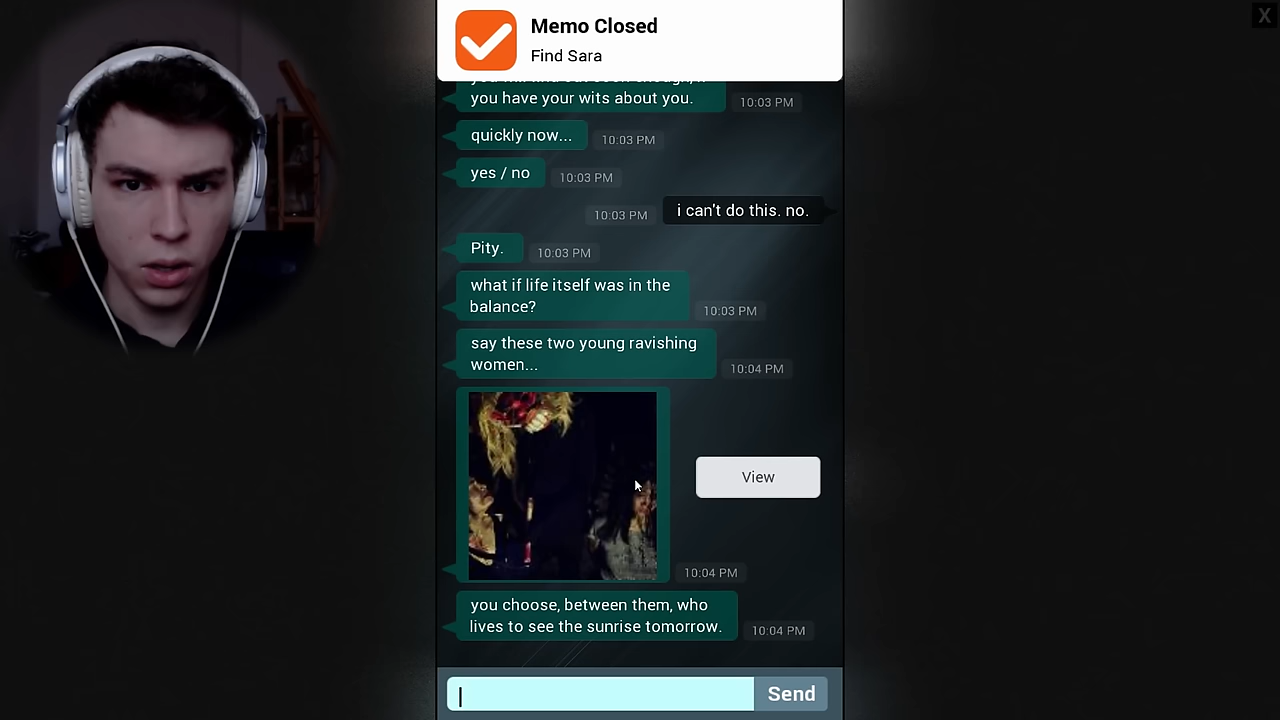 X
Memo Closed
Find Sara
you have your wits about you.
10:03 PM
quickly now...
10:03 PM
yes / no
10:03 PM
i can't do this. no.
10:03 PM
Pity.
10:03 PM
what if life itself was in the
balance?
10:03 PM
say these two young ravishing
women...
10:04 PM
View
10:04 PM
you choose, between them, who
lives to see the sunrise tomorrow.
10:04 PM
Send